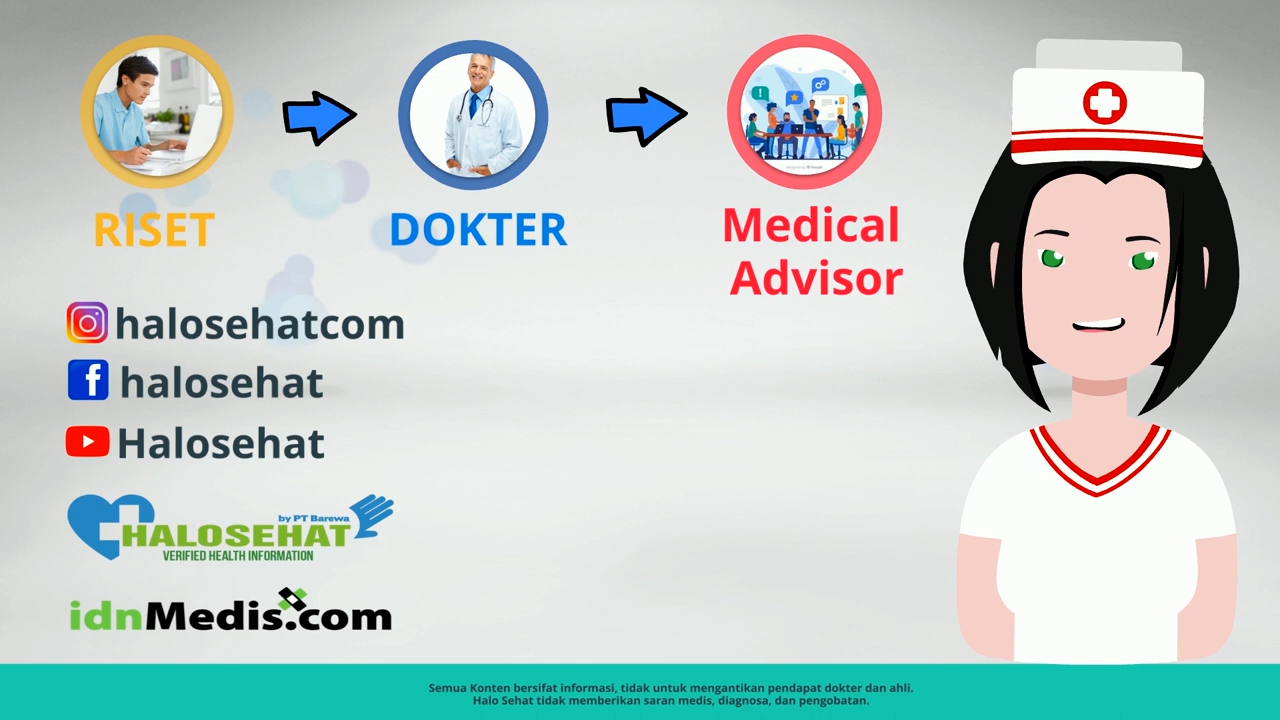 RISET
DOKTER
Medical
Advisor
halosehatcom
halosehat
Halosehat
by PT Barewa
HALOSEHAT
VERIFIED HEALTH INFORMATION
idnMedis.com
Semua Konten bersifat informasi, tidak untuk mengantikan pendapat dokter dan ahli.
Halo Sehat tidak memberikan saran medis, diagnosa, dan pengobatan.